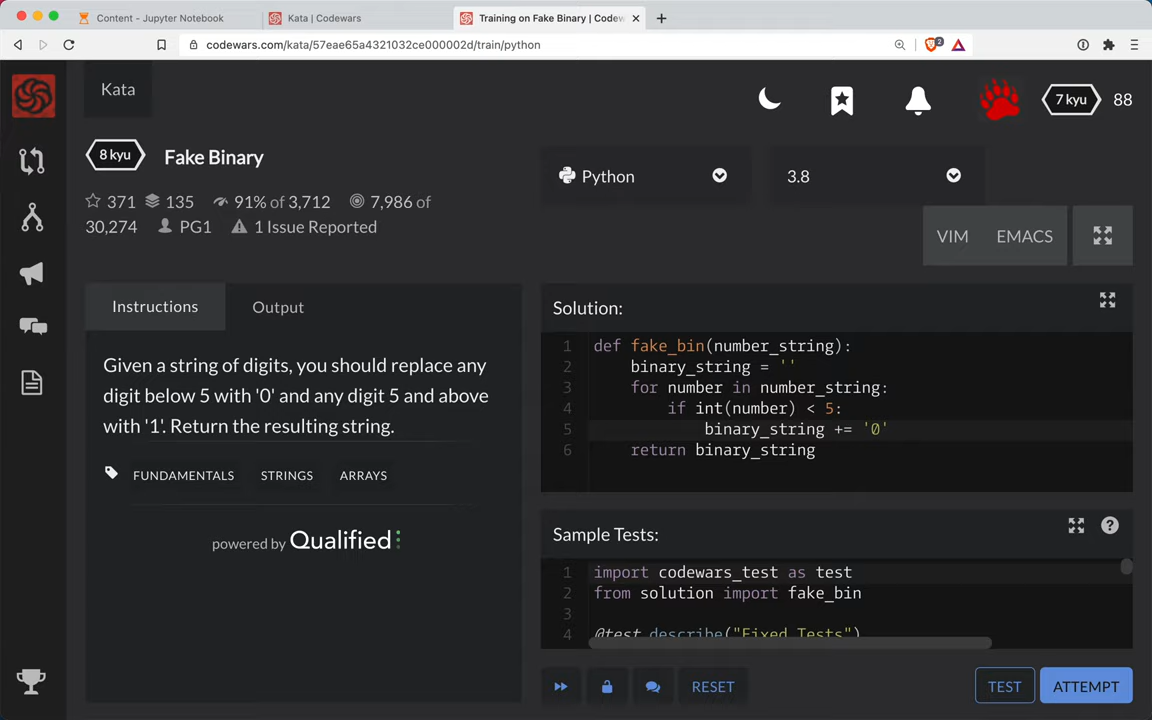 Content - Jupyter Notebook
Kata | Codewars
Training on Fake Binary | Codew
codewars.com/kata/57eae65a4321032ce000002d/train/python
2
Kata
7 kyu
88
8 kyu
Fake Binary
371
135
91% of 3,712
7,986 of
30,274
PG1
1 Issue Reported
Python
3.8
VIM
EMACS
Instructions
Output
Given a string of digits, you should replace any
digit below 5 with '0' and any digit 5 and above
with '1'. Return the resulting string.
FUNDAMENTALS
STRINGS
ARRAYS
powered by Qualified
Solution:
1 def fake_bin(number_string):
2 binary_string = ''
3 for number in number_string:
4 if int(number) < 5:
5 binary_string += '0'
6 return binary_string
Sample Tests:
1 import codewars_test as test
2 from solution import fake_bin
3
4 @test.describe("Fixed Tests")
RESET
TEST
ATTEMPT